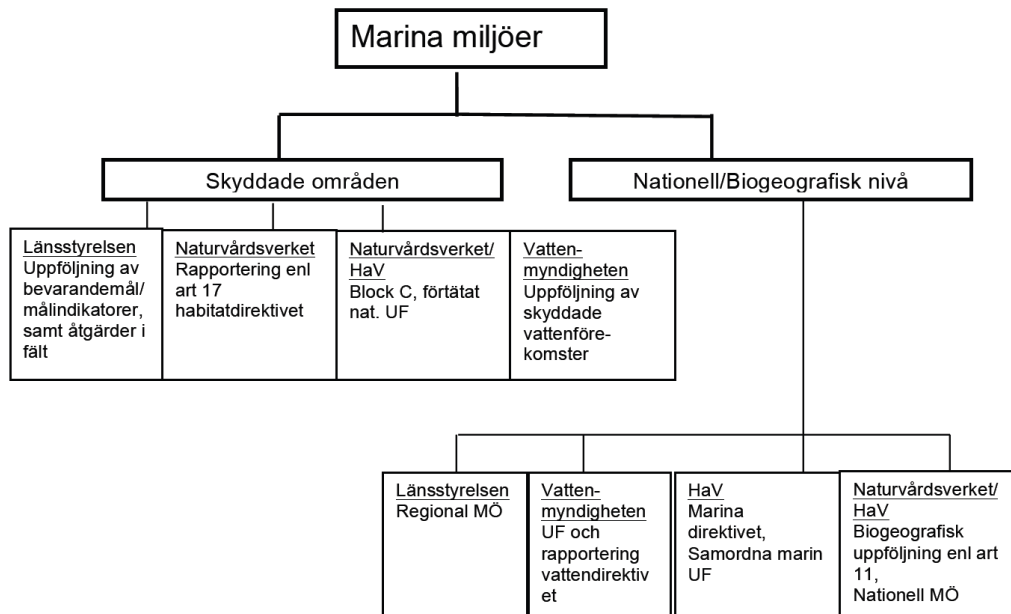 Marina miljöer
Skyddade områden
Nationell/Biogeografisk nivå
Länsstyrelsen
Uppföljning av
bevarandemål/
målindikatorer,
samt åtgärder i
fält
Naturvårdsverket
Rapportering enl
art 17
habitatdirektivet
Naturvårdsverket/
HaV
Block C, förtätat
nat. UF
Vatten-
myndigheten
Uppföljning av
skyddade
vattenföre-
komster
Länsstyrelsen
Regional MÖ
Vatten-
myndigheten
UF och
rapportering
vattendirektiv
et
HaV
Marina
direktivet,
Samordna marin
UF
Naturvårdsverket/
HaV
Biogeografisk
uppföljning enl art
11,
Nationell MÖ